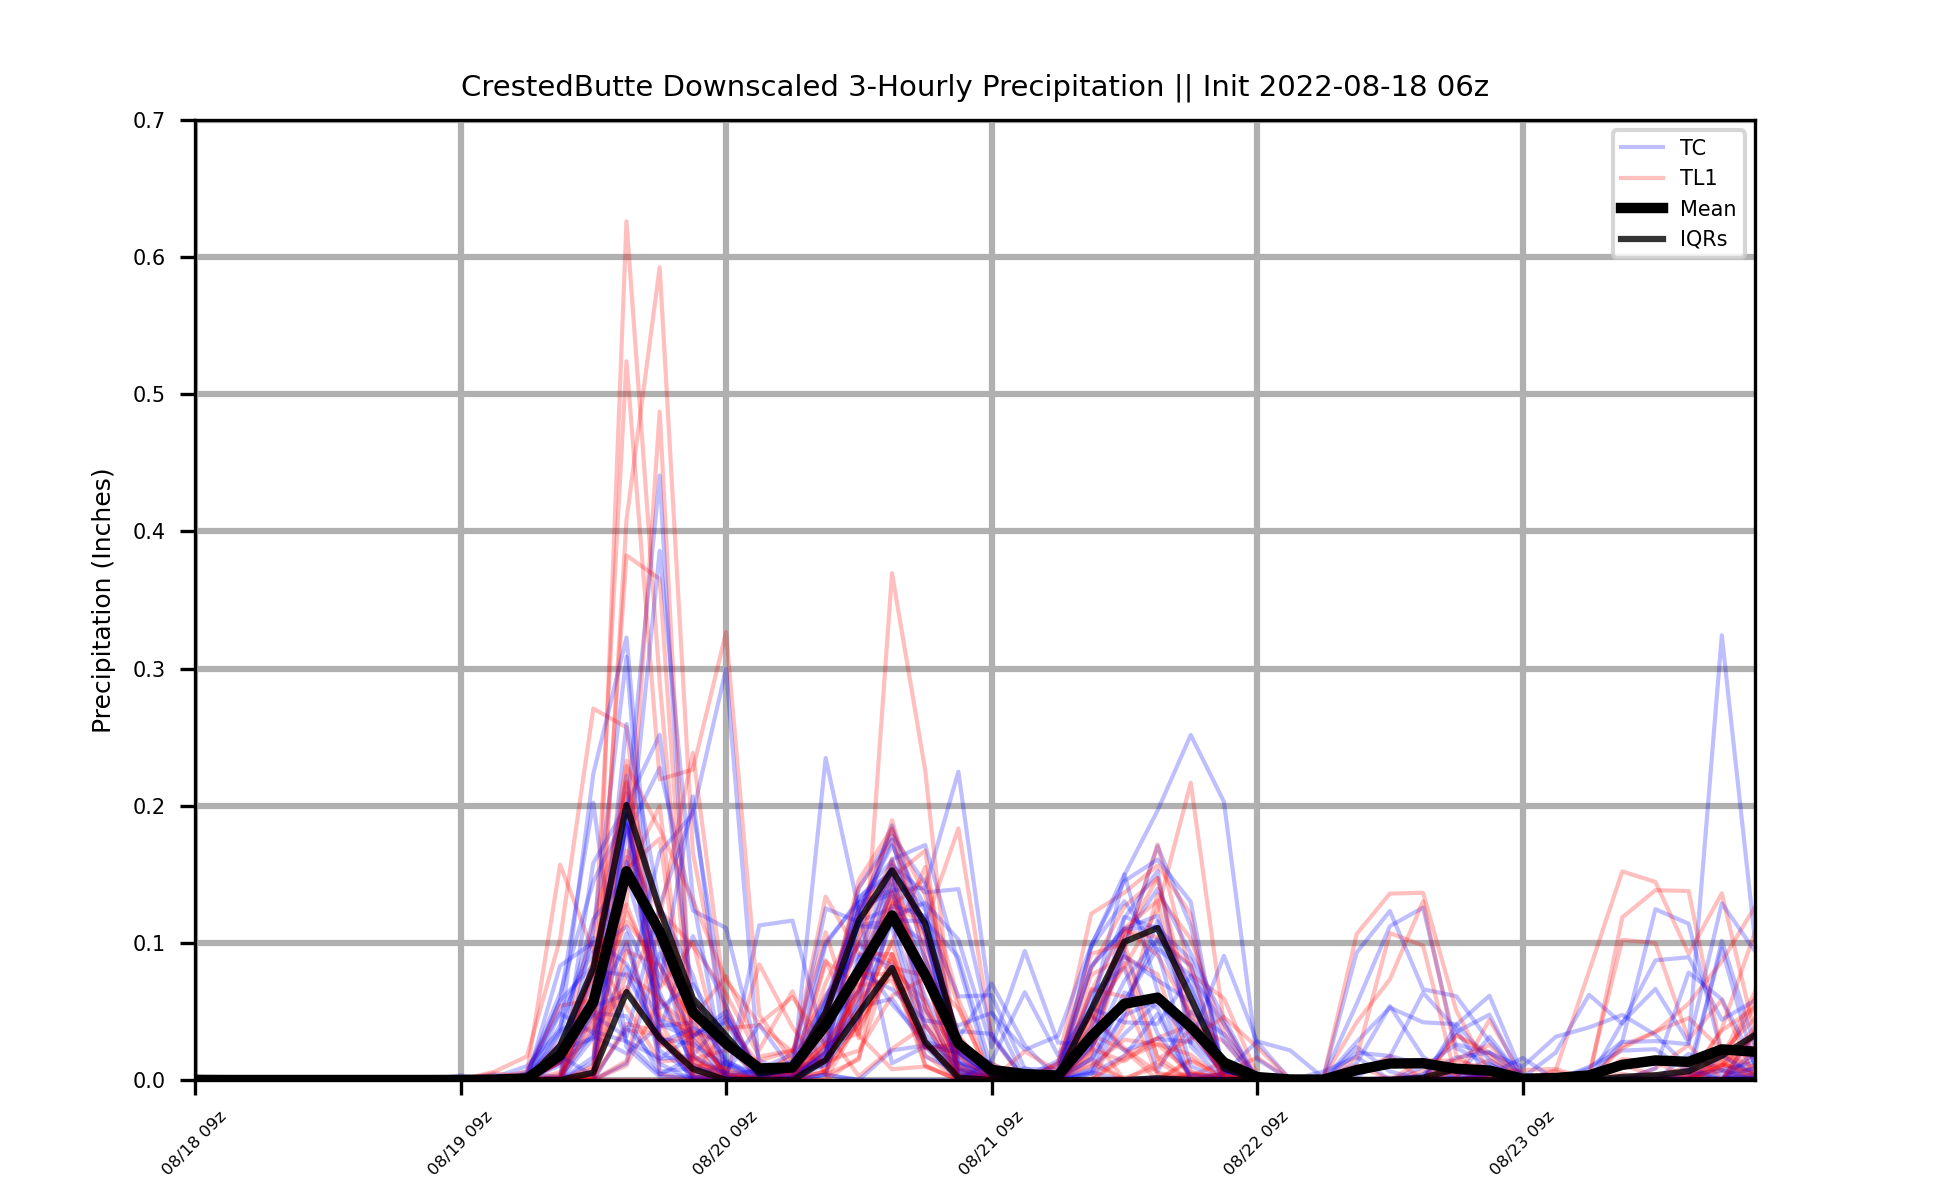 CrestedButte Downscaled 3-Hourly Precipitation || Init 2022-08-18 06z
Precipitation (Inches)
0.7
0.6
0.5
0.4
0.3
0.2
0.1
0.0
TC
TL1
Mean
IQRs
08/18 09z
08/19 09z
08/20 09z
08/21 09z
08/22 09z
08/23 09z